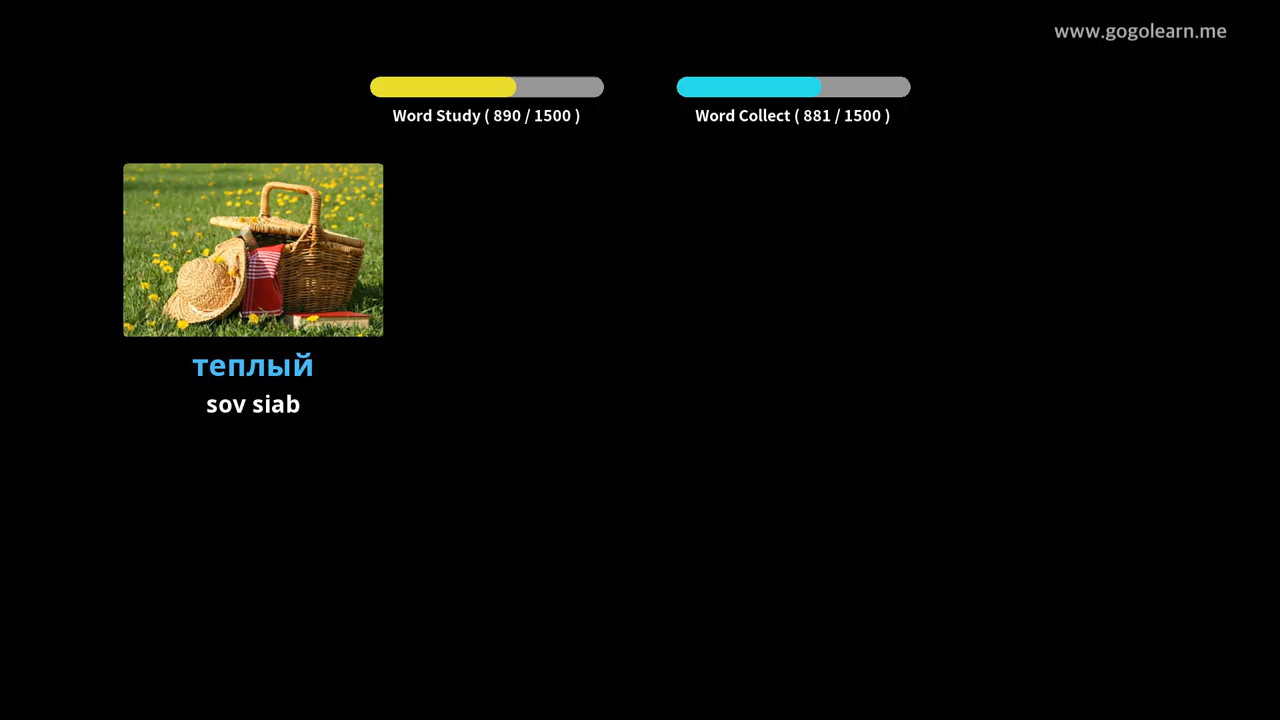 www.gogolearn.me
Word Study ( 890 / 1500 )
Word Collect ( 881 / 1500 )
теплый
sov siab